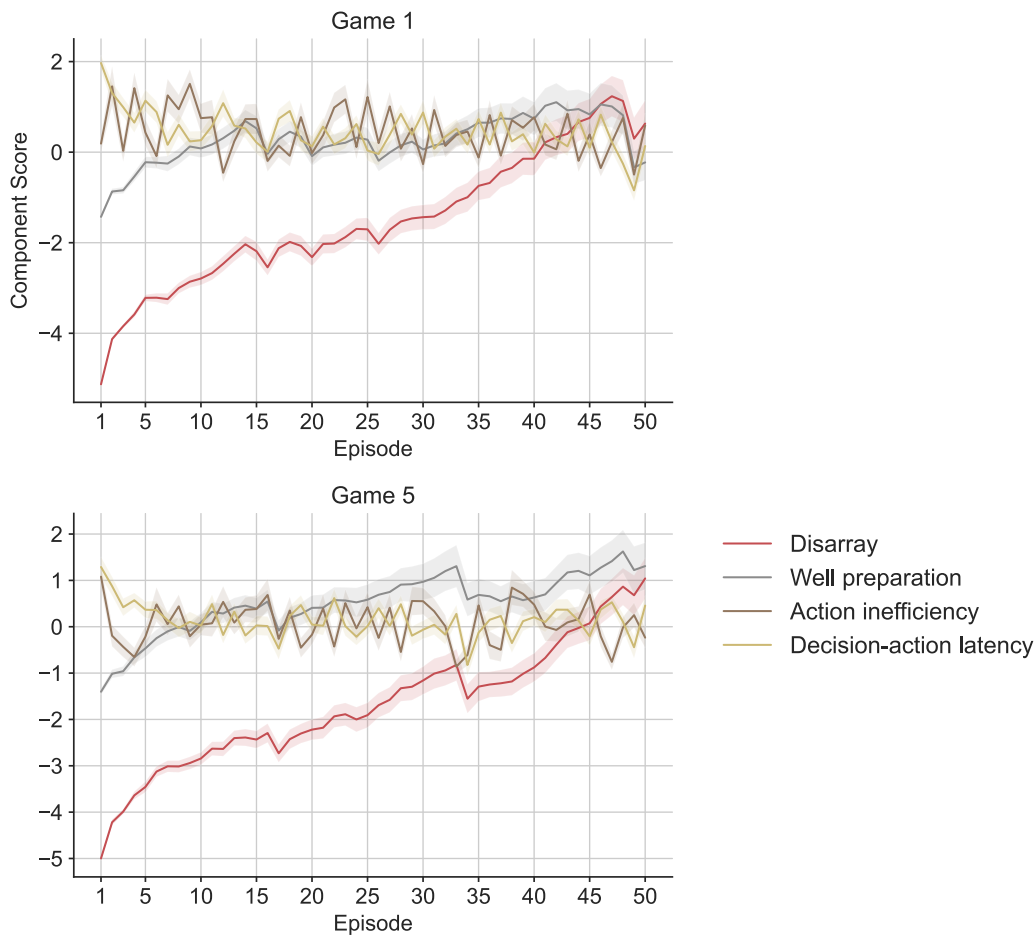 Game 1
2
0
−2
−4
Component Score
1 5 10 15 20 25 30 35 40 45 50
Episode
Game 5
2
1
0
−1
−2
−3
−4
−5
1 5 10 15 20 25 30 35 40 45 50
Episode
Disarray
Well preparation
Action inefficiency
Decision-action latency